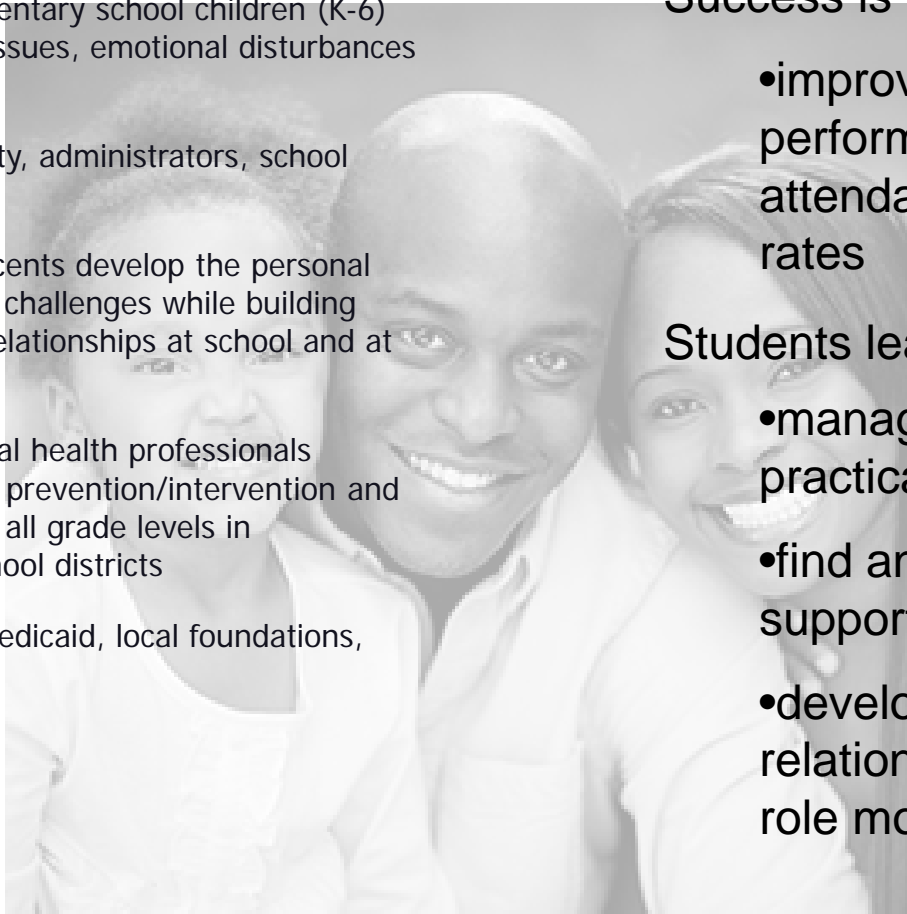 entary school children (K-6)
ssues, emotional disturbances
ty, administrators, school
cents develop the personal
challenges while building
elationships at school and at
al health professionals
prevention/intervention and
all grade levels in
ool districts
edicaid, local foundations,
Success is
•improv
perform
attenda
rates
Students lea
•manag
practica
•find an
support
•develo
relation
role mo